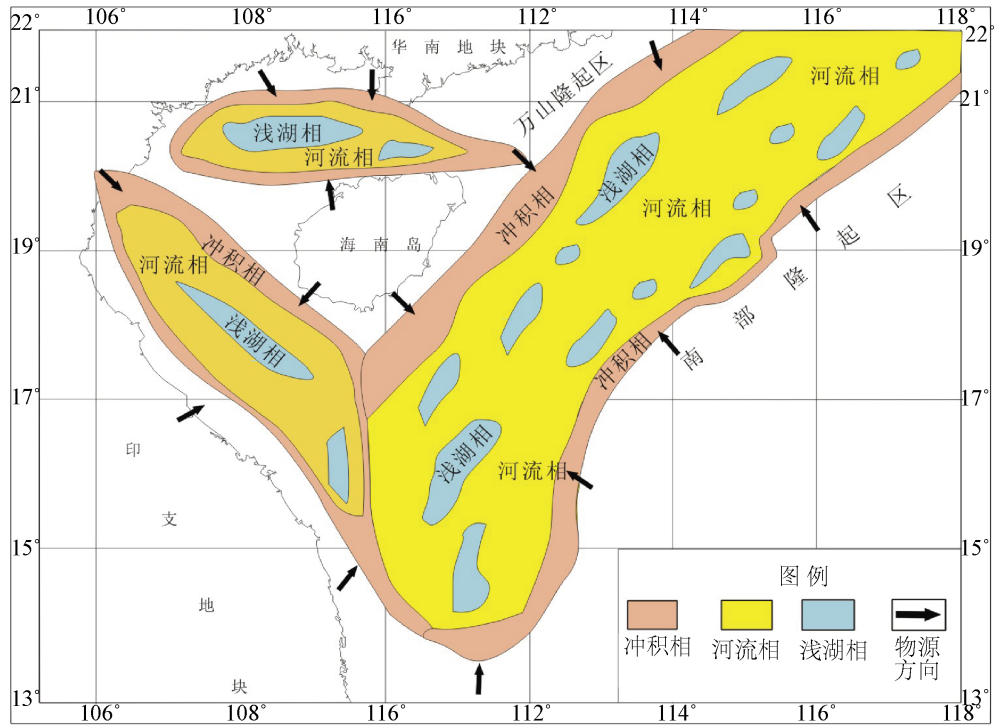 106° 108° 116° 112° 114° 116° 118°
22° 22°
华南地块
万山隆起区
河流相
21° 21°
浅湖相
河流相
浅湖相
冲积相
河流相
海南岛
19° 19°
冲积相
河流相
浅湖相
南部隆起区
冲积相
17° 17°
浅湖相
河流相
印支地块
15° 15°
图例
冲积相 河流相 浅湖相 物源
方向
13° 13°
106° 108° 116° 112° 114° 116° 118°